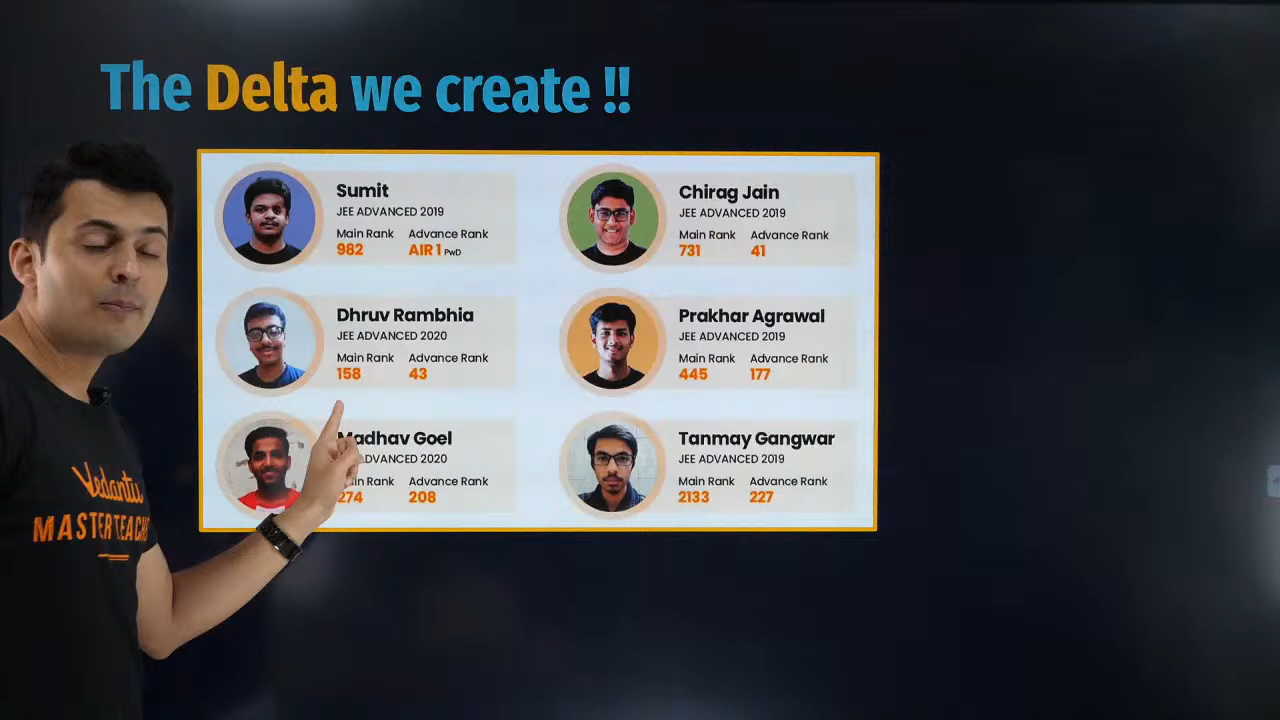 The Delta we create !!
Sumit
JEE ADVANCED 2019
Main Rank Advance Rank
982 AIR 1 PwD
Chirag Jain
JEE ADVANCED 2019
Main Rank Advance Rank
731 41
Dhruv Rambhia
JEE ADVANCED 2020
Main Rank Advance Rank
158 43
Prakhar Agrawal
JEE ADVANCED 2019
Main Rank Advance Rank
445 177
Madhav Goel
ADVANCED 2020
Rank Advance Rank
274 208
Tanmay Gangwar
JEE ADVANCED 2019
Main Rank Advance Rank
2133 227
Vedantu
MASTER TEACHER